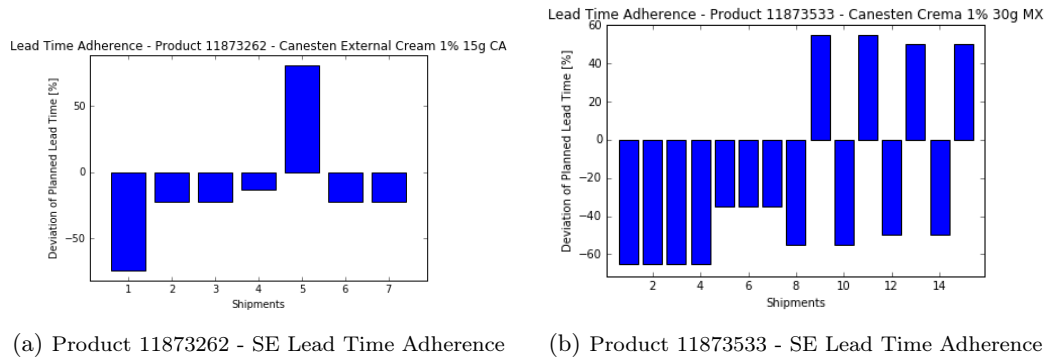 Lead Time Adherence - Product 11873262 - Canesten External Cream 1% 15g CA
Deviation of Planned Lead Time [%]
50
0
−50
1 2 3 4 5 6 7
Shipments
(a) Product 11873262 - SE Lead Time Adherence
Lead Time Adherence - Product 11873533 - Canesten Crema 1% 30g MX
Deviation of Planned Lead Time [%]
60
40
20
0
−20
−40
−60
2 4 6 8 10 12 14
Shipments
(b) Product 11873533 - SE Lead Time Adherence